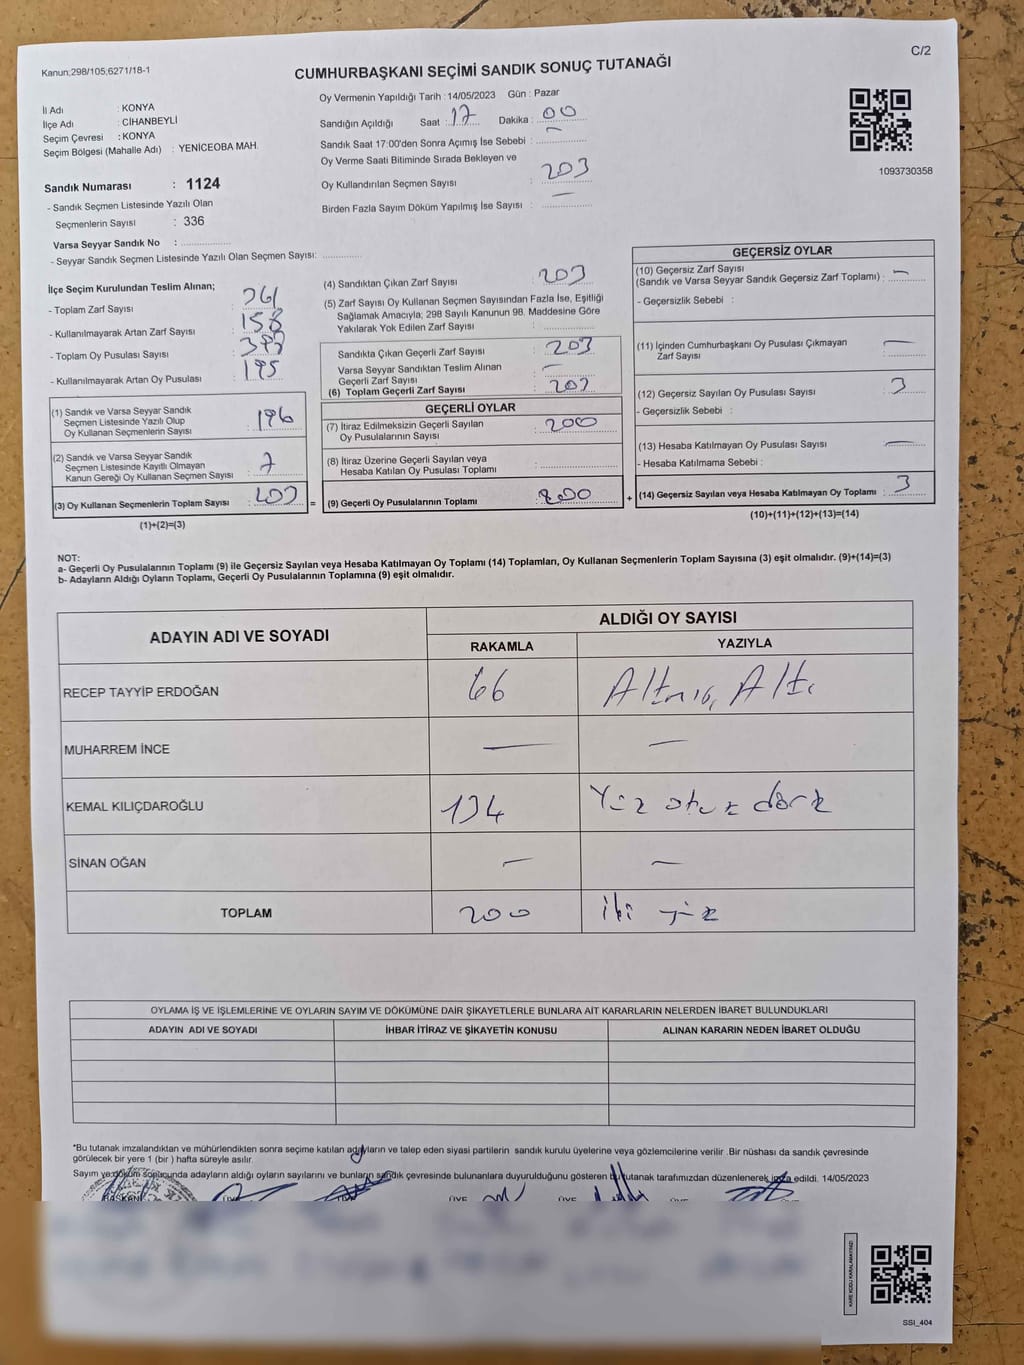 Kanun;298/105;6271/18-1
C/2
CUMHURBAŞKANI SEÇİMİ SANDIK SONUÇ TUTANAĞI
İl Adı : KONYA
İlçe Adı : CİHANBEYLİ
Seçim Çevresi : KONYA
Seçim Bölgesi (Mahalle Adı) : YENİCEOBA MAH.
Oy Vermenin Yapıldığı Tarih : 14/05/2023 Gün : Pazar
Sandığın Açıldığı Saat : 17 Dakika : 00
Sandık Saat 17:00'den Sonra Açımış İse Sebebi : —
Oy Verme Saati Bitiminde Sırada Bekleyen ve
Oy Kullandırılan Seçmen Sayısı : 203
Birden Fazla Sayım Döküm Yapılmış İse Sayısı : —
1093730358
Sandık Numarası : 1124
- Sandık Seçmen Listesinde Yazılı Olan
Seçmenlerin Sayısı : 336
Varsa Seyyar Sandık No :
- Seyyar Sandık Seçmen Listesinde Yazılı Olan Seçmen Sayısı:
İlçe Seçim Kurulundan Teslim Alınan;
- Toplam Zarf Sayısı : 361
- Kullanılmayarak Artan Zarf Sayısı : 158
- Toplam Oy Pusulası Sayısı :
- Kullanılmayarak Artan Oy Pusulası : 195
(1) Sandık ve Varsa Seyyar Sandık
Seçmen Listesinde Yazılı Olup
Oy Kullanan Seçmenlerin Sayısı : 196
(2) Sandık ve Varsa Seyyar Sandık
Seçmen Listesinde Kayıtlı Olmayan
Kanun Gereği Oy Kullanan Seçmen Sayısı : 7
(3) Oy Kullanan Seçmenlerin Toplam Sayısı : 203 =
(1)+(2)=(3)
(4) Sandıktan Çıkan Zarf Sayısı : 203
(5) Zarf Sayısı Oy Kullanan Seçmen Sayısından Fazla İse, Eşitliği
Sağlamak Amacıyla; 298 Sayılı Kanunun 98. Maddesine Göre
Yakılarak Yok Edilen Zarf Sayısı :
Sandıkta Çıkan Geçerli Zarf Sayısı : 203
Varsa Seyyar Sandıktan Teslim Alınan
Geçerli Zarf Sayısı : —
(6) Toplam Geçerli Zarf Sayısı : 203
GEÇERLİ OYLAR
(7) İtiraz Edilmeksizin Geçerli Sayılan
Oy Pusulalarının Sayısı : 200
(8) İtiraz Üzerine Geçerli Sayılan veya
Hesaba Katılan Oy Pusulası Toplamı :
(9) Geçerli Oy Pusulalarının Toplamı : 200 +
GEÇERSİZ OYLAR
(10) Geçersiz Zarf Sayısı
(Sandık ve Varsa Seyyar Sandık Geçersiz Zarf Toplamı) : —
- Geçersizlik Sebebi :
(11) İçinden Cumhurbaşkanı Oy Pusulası Çıkmayan
Zarf Sayısı : —
(12) Geçersiz Sayılan Oy Pusulası Sayısı : 3
- Geçersizlik Sebebi :
(13) Hesaba Katılmayan Oy Pusulası Sayısı : —
- Hesaba Katılmama Sebebi :
(14) Geçersiz Sayılan veya Hesaba Katılmayan Oy Toplamı : 3
(10)+(11)+(12)+(13)=(14)
NOT:
a- Geçerli Oy Pusulalarının Toplamı (9) ile Geçersiz Sayılan veya Hesaba Katılmayan Oy Toplamı (14) Toplamları, Oy Kullanan Seçmenlerin Toplam Sayısına (3) eşit olmalıdır. (9)+(14)=(3)
b- Adayların Aldığı Oyların Toplamı, Geçerli Oy Pusulalarının Toplamına (9) eşit olmalıdır.
ADAYIN ADI VE SOYADI
ALDIĞI OY SAYISI
RAKAMLA YAZIYLA
RECEP TAYYİP ERDOĞAN 66 Altmış Altı
MUHARREM İNCE — —
KEMAL KILIÇDAROĞLU 134 Yüz otuz dört
SİNAN OĞAN — —
TOPLAM 200 İki yüz
OYLAMA İŞ VE İŞLEMLERİNE VE OYLARIN SAYIM VE DÖKÜMÜNE DAİR ŞİKAYETLERLE BUNLARA AİT KARARLARIN NELERDEN İBARET BULUNDUKLARI
ADAYIN ADI VE SOYADI İHBAR İTİRAZ VE ŞİKAYETİN KONUSU ALINAN KARARIN NEDEN İBARET OLDUĞU
*Bu tutanak imzalandıktan ve mühürlendikten sonra seçime katılan adayların ve talep eden siyasi partilerin sandık kurulu üyelerine veya gözlemcilerine verilir .Bir nüshası da sandık çevresinde
görülecek bir yere 1 (bir ) hafta süreyle asılır.
Sayım ve döküm sonucunda adayların aldığı oyların sayılarını ve bunların sandık çevresinde bulunanlara duyurulduğunu gösteren bu tutanak tarafımızdan düzenlenerek imza edildi. 14/05/2023
BAŞKAN ÜYE ÜYE ÜYE
KARE KODU KARALAMAYINIZ!
SSI_404